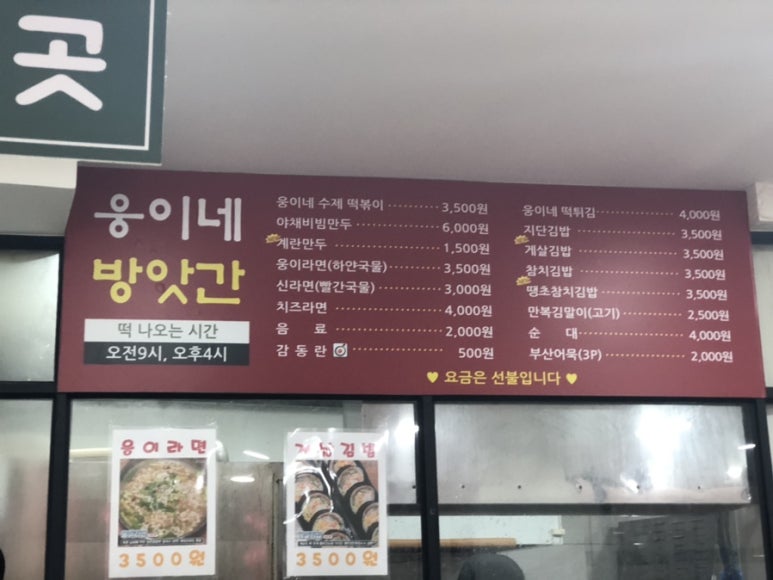 곳
웅이네
방앗간
떡 나오는 시간
오전9시, 오후4시
웅이네 수제 떡볶이 3,500원
야채비빔만두 6,000원
계란만두 1,500원
웅이라면(하얀국물) 3,500원
신라면(빨간국물) 3,000원
치즈라면 4,000원
음 료 2,000원
감동란 500원
웅이네 떡튀김 4,000원
지단김밥 3,500원
게살김밥 3,500원
참치김밥 3,500원
땡초참치김밥 3,500원
만복김말이(고기) 2,500원
순 대 4,000원
부산어묵(3P) 2,000원
♥ 요금은 선불입니다 ♥
웅이라면
3500원
김밥
3500원